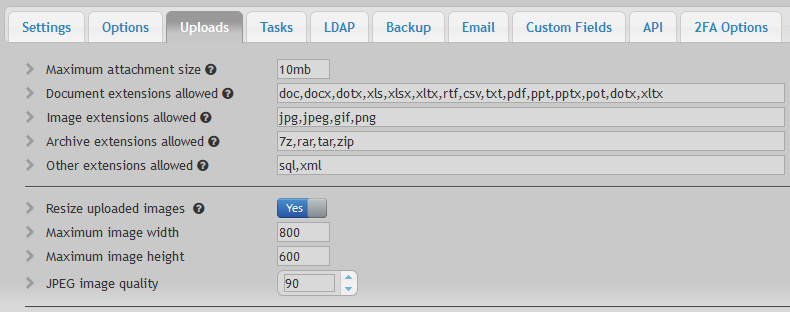 Settings Options Uploads Tasks LDAP Backup Email Custom Fields API 2FA Options
Maximum attachment size ? 10mb
Document extensions allowed ? doc,docx,dotx,xls,xlsx,xltx,rtf,csv,txt,pdf,ppt,pptx,pot,dotx,xltx
Image extensions allowed ? jpg,jpeg,gif,png
Archive extensions allowed ? 7z,rar,tar,zip
Other extensions allowed ? sql,xml
Resize uploaded images ? Yes
Maximum image width 800
Maximum image height 600
JPEG image quality 90